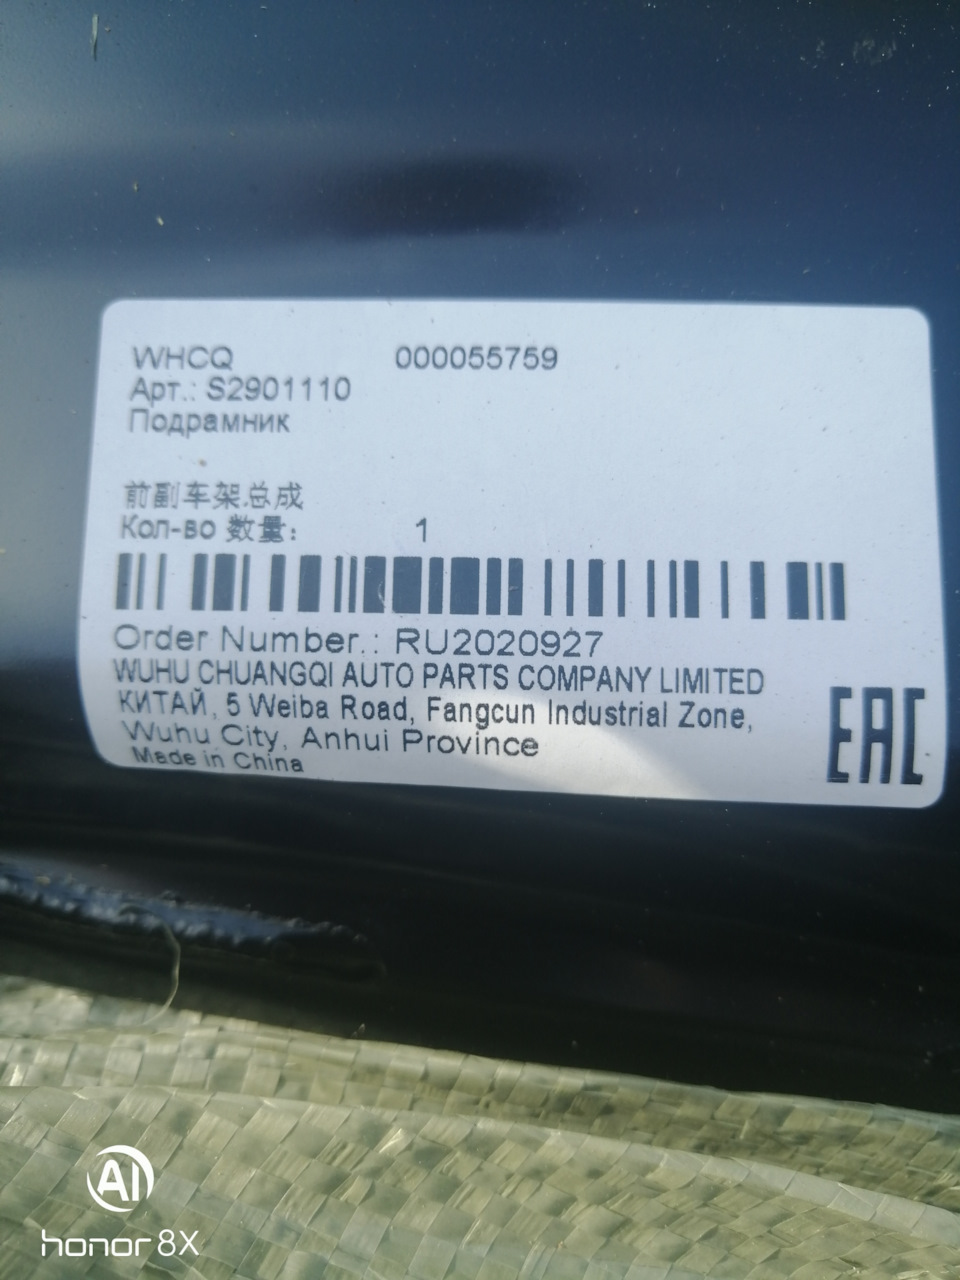 WHCQ 000055759
Арт.: S2901110
Подрамник
前副车架总成
Кол-во 数量: 1
Order Number.: RU2020927
WUHU CHUANGQI AUTO PARTS COMPANY LIMITED
КИТАЙ, 5 Weiba Road, Fangcun Industrial Zone,
Wuhu City, Anhui Province
Made in China
EAC
AI
honor 8X